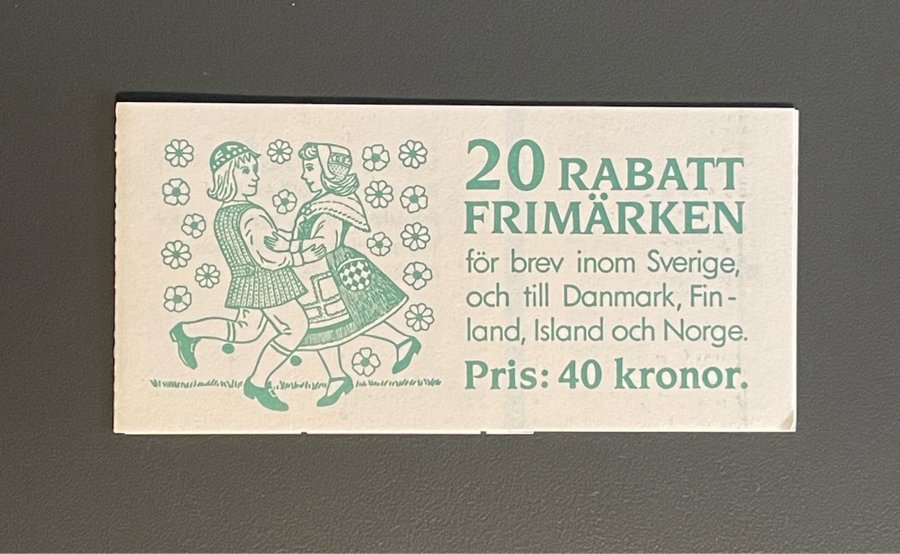 20 RABATT
FRIMÄRKEN
för brev inom Sverige,
och till Danmark, Fin-
land, Island och Norge.
Pris: 40 kronor.